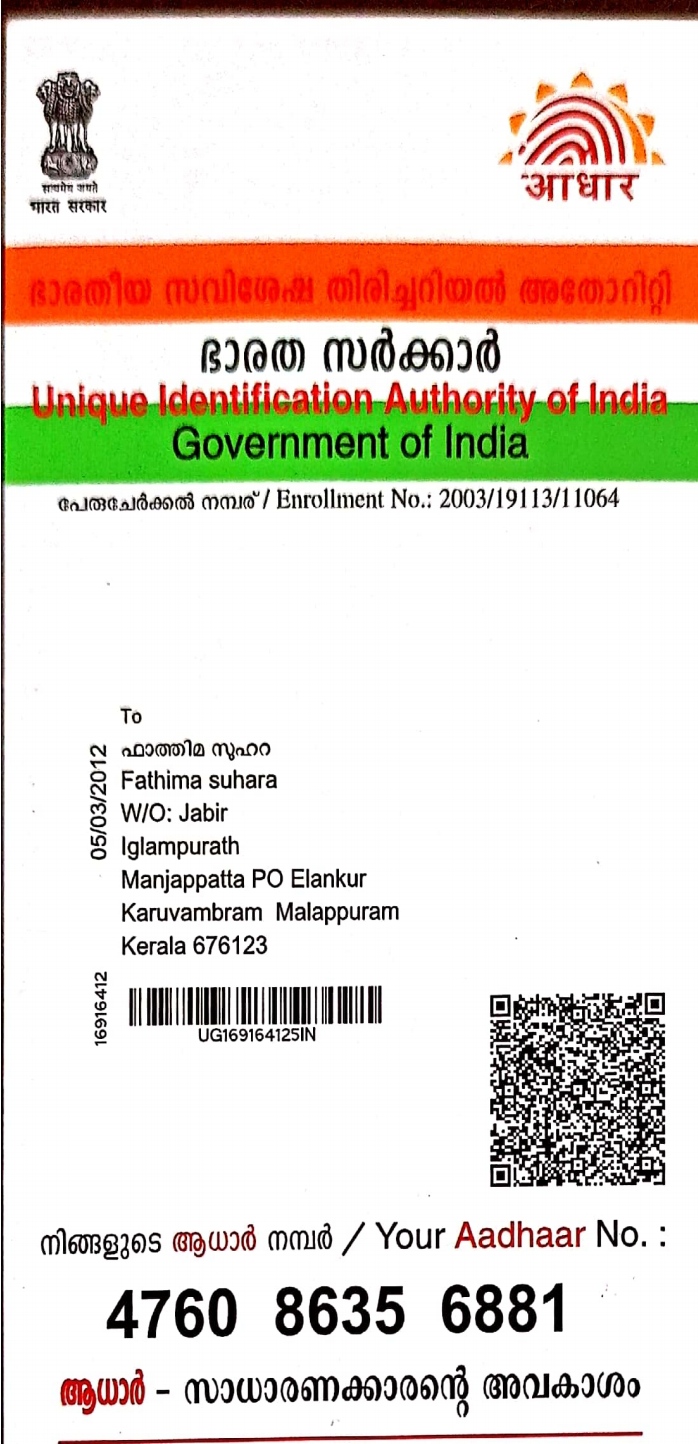 सत्यमेव जयते
भारत सरकार
आधार
ഭാരതീയ സവിശേഷ തിരിച്ചറിയൽ അതോറിറ്റി
ഭാരത സർക്കാർ
Unique Identification Authority of India
Government of India
പേരുചേർക്കൽ നമ്പര് / Enrollment No.: 2003/19113/11064
To
ഫാത്തിമ സുഹറ
Fathima suhara
W/O: Jabir
Iglampurath
Manjappatta PO Elankur
Karuvambram Malappuram
Kerala 676123
05/03/2012
16916412
UG169164125IN
നിങ്ങളുടെ ആധാർ നമ്പർ / Your Aadhaar No. :
4760 8635 6881
ആധാർ - സാധാരണക്കാരന്റെ അവകാശം